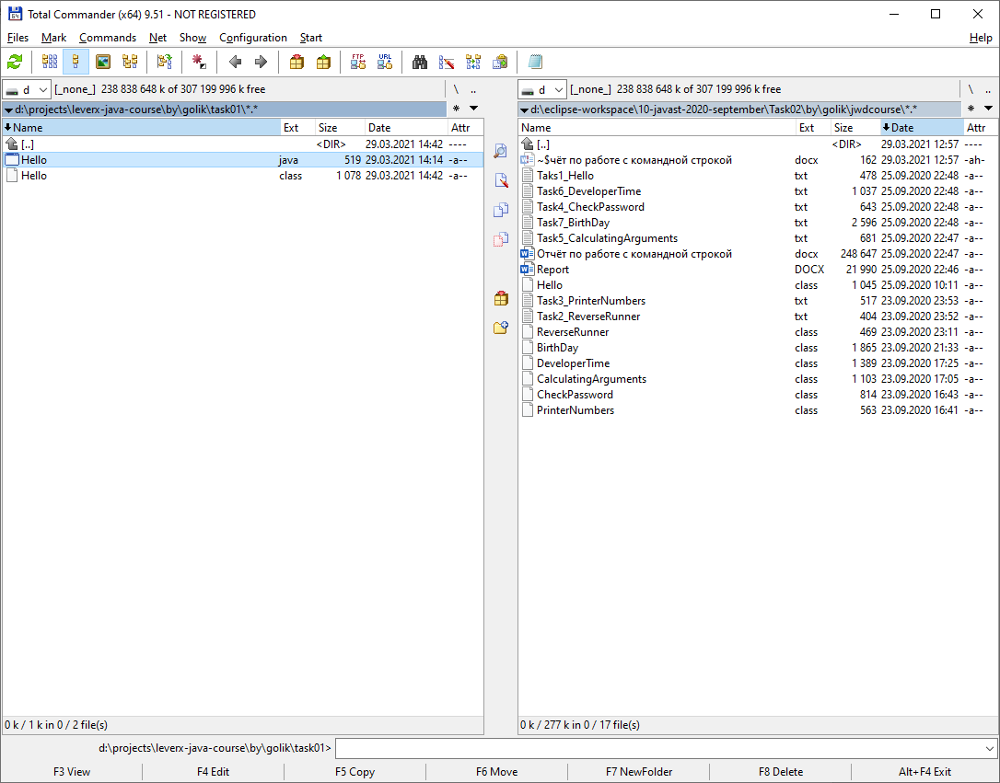 Total Commander (x64) 9.51 - NOT REGISTERED
Files Mark Commands Net Show Configuration Start Help
FTP URL
d [_none_] 238 838 648 k of 307 199 996 k free \ ..
d:\projects\leverx-java-course\by\golik\task01\*.* *
Name Ext Size Date Attr
[..] <DIR> 29.03.2021 14:42 ----
Hello java 519 29.03.2021 14:14 -a--
Hello class 1 078 29.03.2021 14:42 -a--
0 k / 1 k in 0 / 2 file(s)
d [_none_] 238 838 648 k of 307 199 996 k free \ ..
d:\eclipse-workspace\10-javast-2020-september\Task02\by\golik\jwdcourse\*.* *
Name Ext Size Date Attr
[..] <DIR> 29.03.2021 12:57 ----
~$чёт по работе с командной строкой docx 162 29.03.2021 12:57 -ah-
Taks1_Hello txt 478 25.09.2020 22:48 -a--
Task6_DeveloperTime txt 1 037 25.09.2020 22:48 -a--
Task4_CheckPassword txt 643 25.09.2020 22:48 -a--
Task7_BirthDay txt 2 596 25.09.2020 22:48 -a--
Task5_CalculatingArguments txt 681 25.09.2020 22:47 -a--
Отчёт по работе с командной строкой docx 248 647 25.09.2020 22:47 -a--
Report DOCX 21 990 25.09.2020 22:46 -a--
Hello class 1 045 25.09.2020 10:11 -a--
Task3_PrinterNumbers txt 517 23.09.2020 23:53 -a--
Task2_ReverseRunner txt 404 23.09.2020 23:52 -a--
ReverseRunner class 469 23.09.2020 23:11 -a--
BirthDay class 1 865 23.09.2020 21:33 -a--
DeveloperTime class 1 389 23.09.2020 17:25 -a--
CalculatingArguments class 1 103 23.09.2020 17:05 -a--
CheckPassword class 814 23.09.2020 16:43 -a--
PrinterNumbers class 563 23.09.2020 16:41 -a--
0 k / 277 k in 0 / 17 file(s)
d:\projects\leverx-java-course\by\golik\task01>
F3 View F4 Edit F5 Copy F6 Move F7 NewFolder F8 Delete Alt+F4 Exit